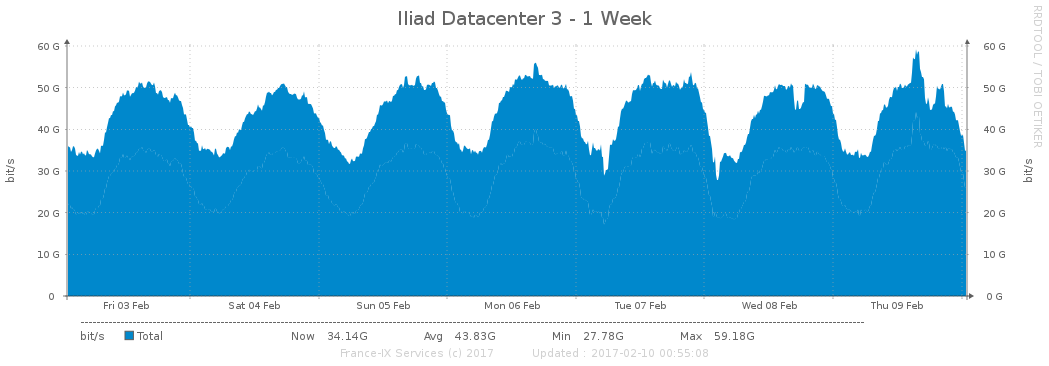 Iliad Datacenter 3 - 1 Week
RRDTOOL / TOBI OETIKER
60 G 60 G
50 G 50 G
40 G 40 G
30 G 30 G
20 G 20 G
10 G 10 G
0 0 G
bit/s bit/s
Fri 03 Feb Sat 04 Feb Sun 05 Feb Mon 06 Feb Tue 07 Feb Wed 08 Feb Thu 09 Feb
bit/s Total Now 34.14G Avg 43.83G Min 27.78G Max 59.18G
France-IX Services (c) 2017 Updated : 2017-02-10 00:55:08